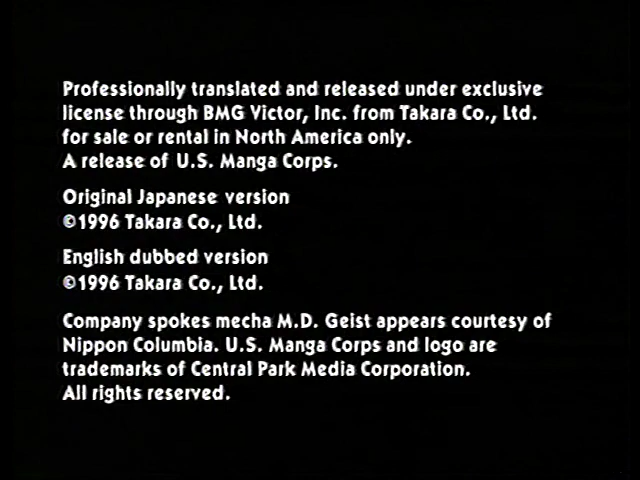 Professionally translated and released under exclusive
license through BMG Victor, Inc. from Takara Co., Ltd.
for sale or rental in North America only.
A release of U.S. Manga Corps.
Original Japanese version
©1996 Takara Co., Ltd.
English dubbed version
©1996 Takara Co., Ltd.
Company spokes mecha M.D. Geist appears courtesy of
Nippon Columbia. U.S. Manga Corps and logo are
trademarks of Central Park Media Corporation.
All rights reserved.